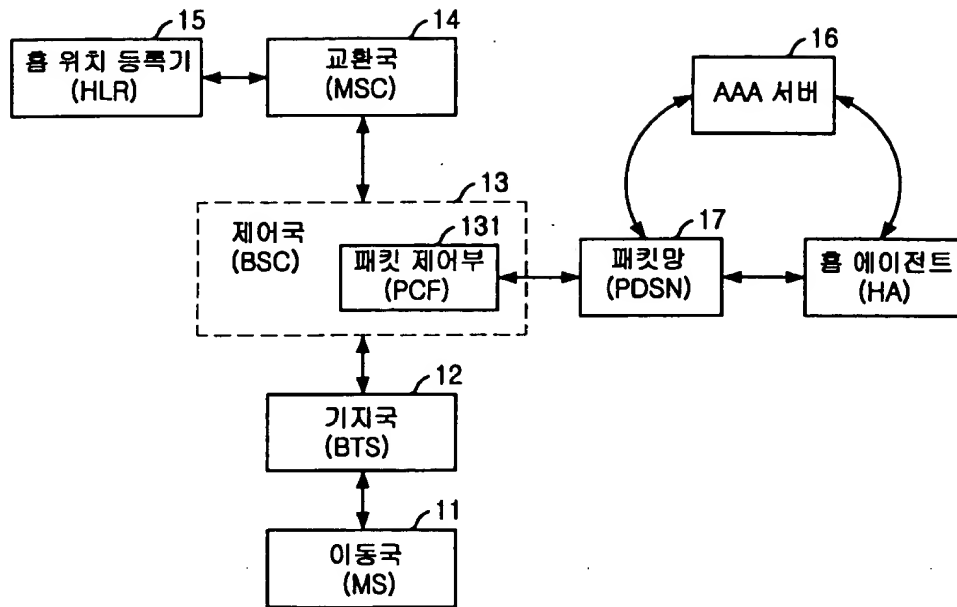 15
홈 위치 등록기
(HLR)
14
교환국
(MSC)
16
AAA 서버
13
제어국
(BSC)
131
패킷 제어부
(PCF)
17
패킷망
(PDSN)
홈 에이전트
(HA)
12
기지국
(BTS)
11
이동국
(MS)